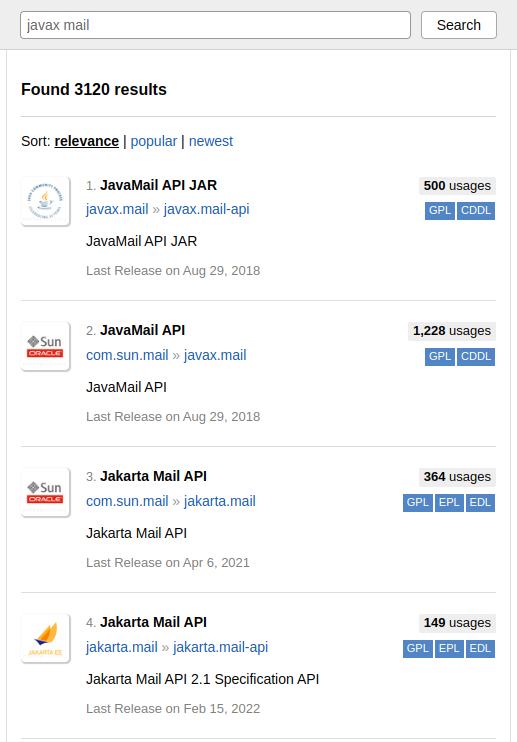 javax mail
Search
Found 3120 results
Sort: relevance | popular | newest
1. JavaMail API JAR
500 usages
javax.mail » javax.mail-api
GPL CDDL
JavaMail API JAR
Last Release on Aug 29, 2018
Sun
ORACLE
2. JavaMail API
1,228 usages
com.sun.mail » javax.mail
GPL CDDL
JavaMail API
Last Release on Aug 29, 2018
Sun
ORACLE
3. Jakarta Mail API
364 usages
com.sun.mail » jakarta.mail
GPL EPL EDL
Jakarta Mail API
Last Release on Apr 6, 2021
JAKARTA EE
4. Jakarta Mail API
149 usages
jakarta.mail » jakarta.mail-api
GPL EPL EDL
Jakarta Mail API 2.1 Specification API
Last Release on Feb 15, 2022